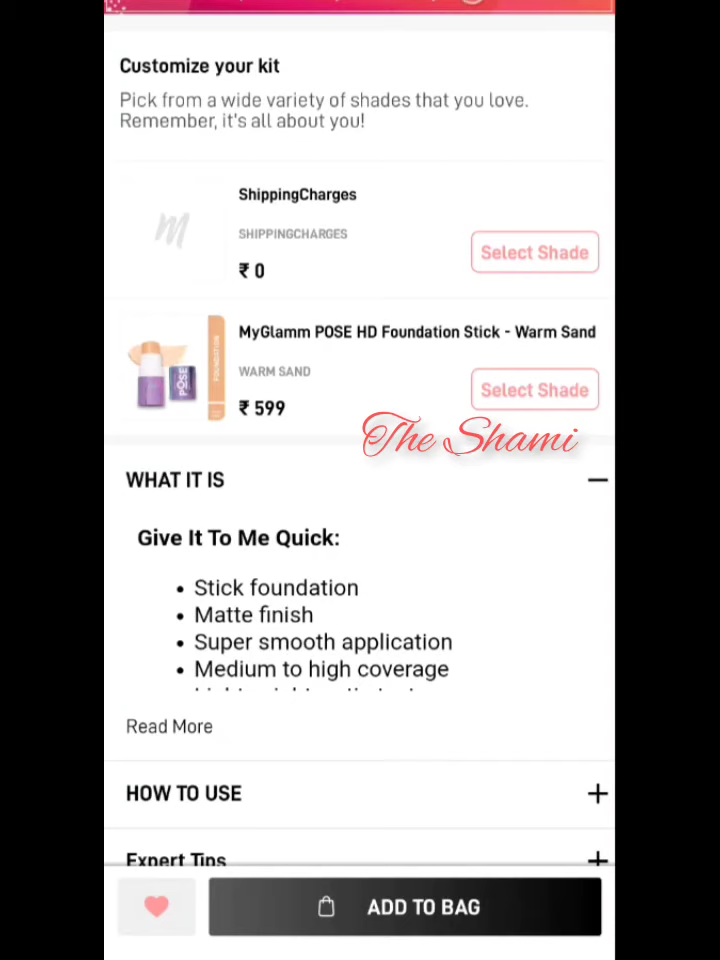 Customize your kit
Pick from a wide variety of shades that you love.
Remember, it's all about you!
ShippingCharges
SHIPPINGCHARGES
Select Shade
₹ 0
MyGlamm POSE HD Foundation Stick - Warm Sand
FOUNDATION
POSE
WARM SAND
Select Shade
₹ 599
The Shami
WHAT IT IS
Give It To Me Quick:
• Stick foundation
• Matte finish
• Super smooth application
• Medium to high coverage
Read More
HOW TO USE
Expert Tips
ADD TO BAG